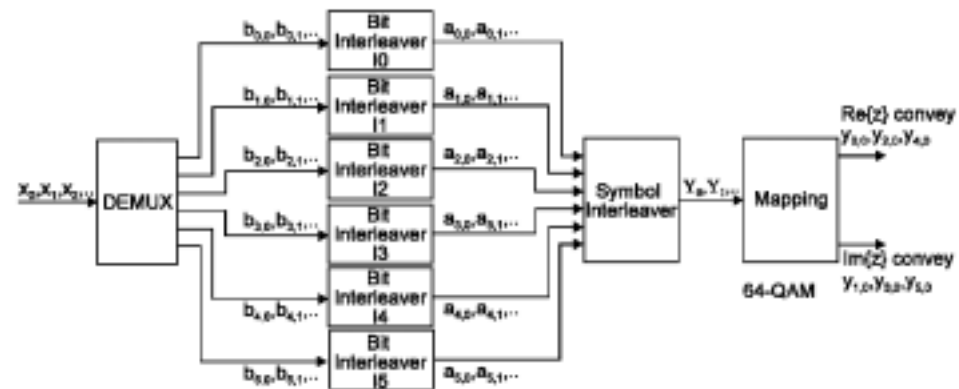 b0,0,b0,1,..
Bit
Interleaver
I0
a0,0,a0,1,..
b1,0,b1,1,..
Bit
Interleaver
I1
a1,0,a1,1,..
b2,0,b2,1,..
Bit
Interleaver
I2
a2,0,a2,1,..
x0,x1,x2,..
DEMUX
b3,0,b3,1,..
Bit
Interleaver
I3
a3,0,a3,1,..
b4,0,b4,1,..
Bit
Interleaver
I4
a4,0,a4,1,..
b5,0,b5,1,..
Bit
Interleaver
I5
a5,0,a5,1,..
Symbol
Interleaver
Y0,Y1,..
Mapping
64-QAM
Re{z} convey
y0,0,y2,0,y4,0
Im{z} convey
y1,0,y3,0,y5,0